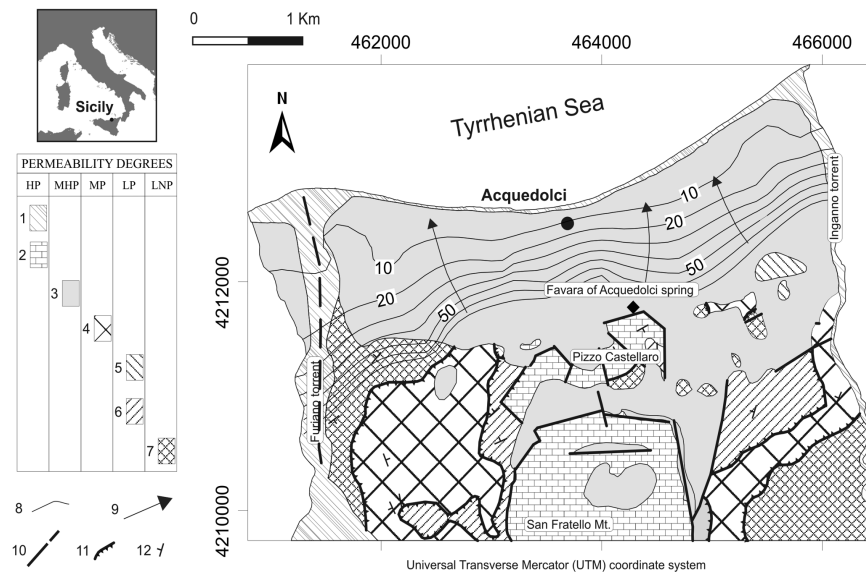 0 1 Km
462000 464000 466000
Sicily
N
Tyrrhenian Sea
PERMEABILITY DEGREES
HP MHP MP LP LNP
1
2
3
4
5
6
7
8 9
10 11 12
Acquedolci
10
20
10
20
50
50
Inganno torrent
4212000
Favara of Acquedolci spring
Pizzo Castellaro
Furiano torrent
4210000
San Fratello Mt.
Universal Transverse Mercator (UTM) coordinate system